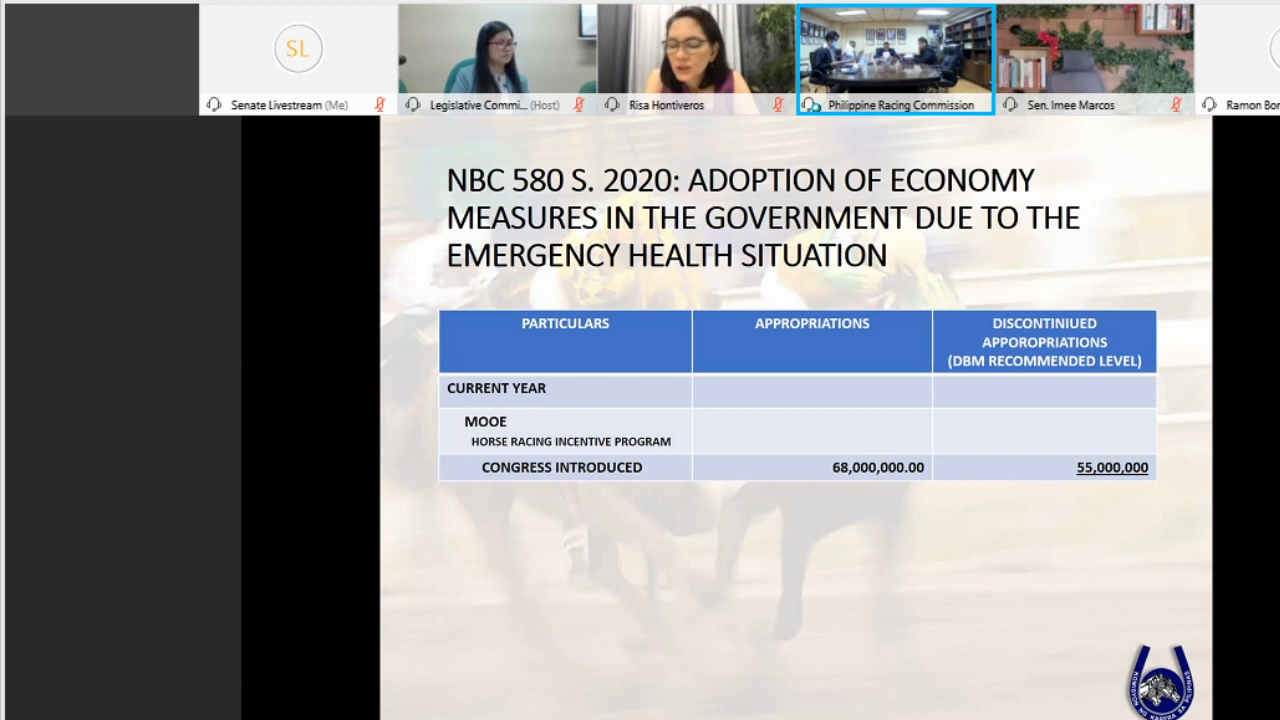 SL
Senate Livestream (Me)
Legislative Commi... (Host)
Risa Hontiveros
Philippine Racing Commission
Sen. Imee Marcos
Ramon Bon
NBC 580 S. 2020: ADOPTION OF ECONOMY
MEASURES IN THE GOVERNMENT DUE TO THE
EMERGENCY HEALTH SITUATION
PARTICULARS
APPROPRIATIONS
DISCONTINIUED
APPOROPRIATIONS
(DBM RECOMMENDED LEVEL)
CURRENT YEAR
MOOE
HORSE RACING INCENTIVE PROGRAM
CONGRESS INTRODUCED
68,000,000.00
55,000,000